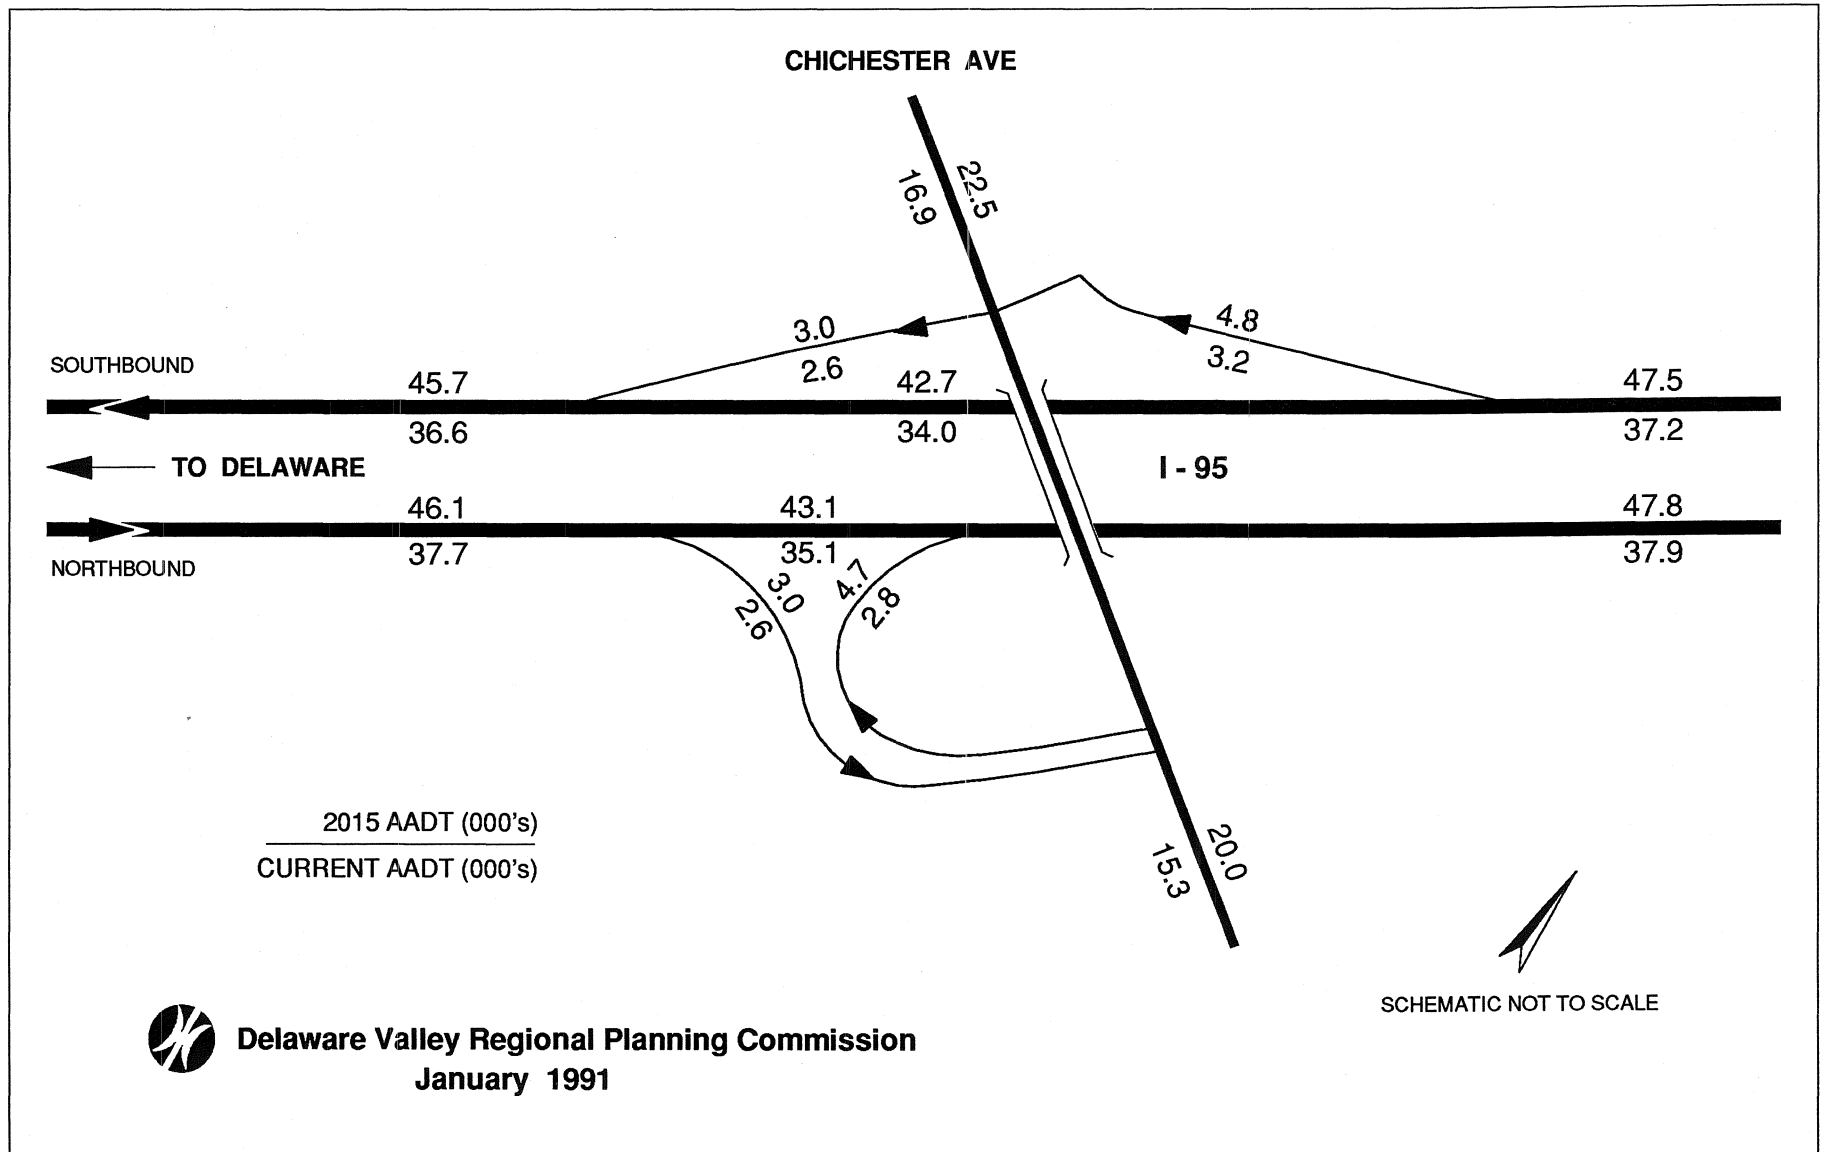 CHICHESTER AVE
22.5
16.9
3.0
2.6
4.8
3.2
SOUTHBOUND
45.7
36.6
42.7
34.0
47.5
37.2
TO DELAWARE
I - 95
46.1
37.7
43.1
35.1
47.8
37.9
NORTHBOUND
3.0
2.6
4.7
2.8
2015 AADT (000's)
CURRENT AADT (000's)
20.0
15.3
SCHEMATIC NOT TO SCALE
Delaware Valley Regional Planning Commission
January 1991